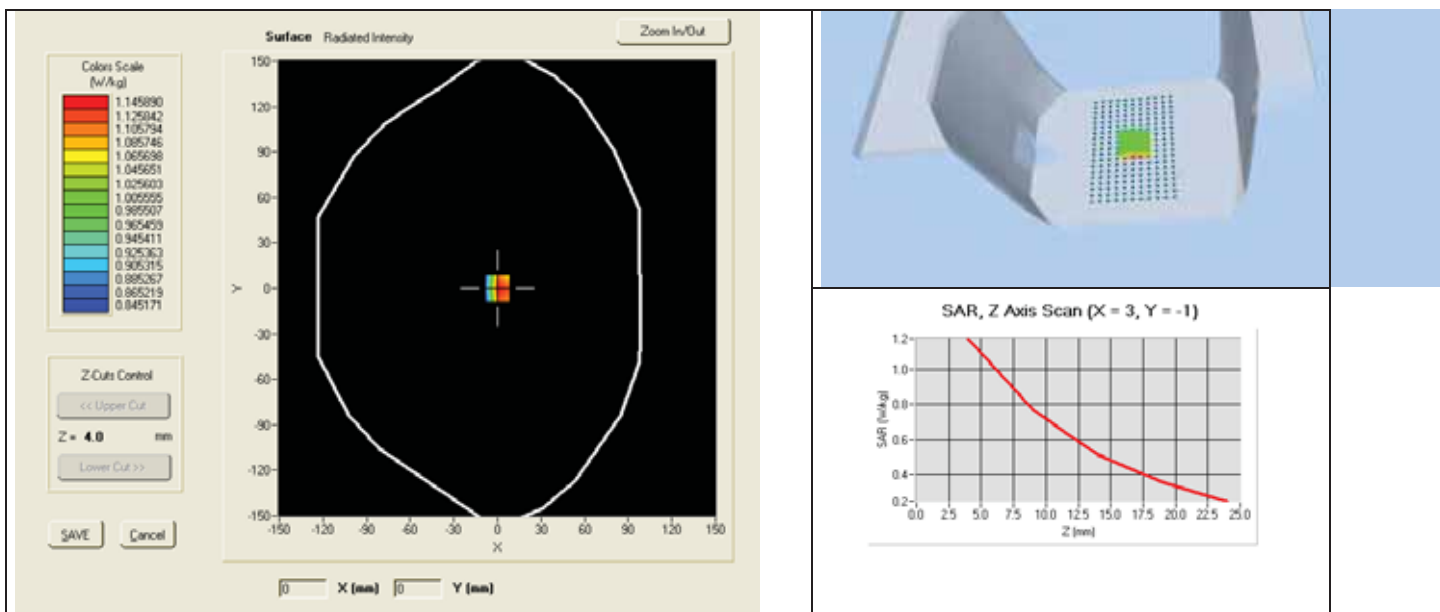 Surface Radiated Intensity
Zoom In/Out
Colors Scale
(W/kg)
1.145890
1.125842
1.105794
1.085746
1.065698
1.045651
1.025603
1.005555
0.985507
0.965459
0.945411
0.925363
0.905315
0.885267
0.865219
0.845171
Z-Cuts Control
<< Upper Cut
Z = 4.0 mm
Lower Cut >>
SAVE Cancel
150
120
90
60
30
0
-30
-60
-90
-120
-150
Y
-150 -120 -90 -60 -30 0 30 60 90 120 150
X
0 X (mm) 0 Y (mm)
SAR, Z Axis Scan (X = 3, Y = -1)
SAR (W/kg)
1.2
1.0
0.8
0.6
0.4
0.2
0.0 2.5 5.0 7.5 10.0 12.5 15.0 17.5 20.0 22.5 25.0
Z (mm)